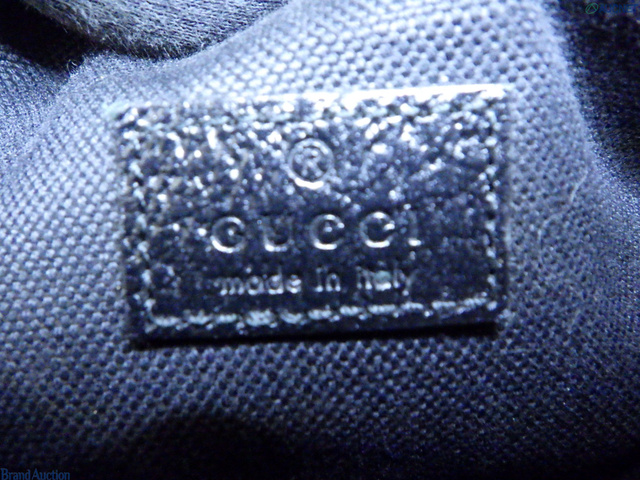 ®
GUCCI
made in italy
Brand Auction